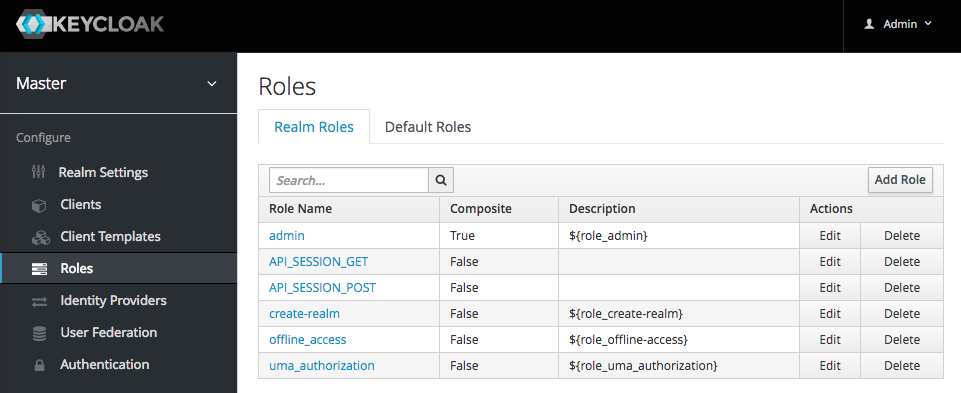 KEYCLOAK
Admin
Master
Configure
Realm Settings
Clients
Client Templates
Roles
Identity Providers
User Federation
Authentication
Roles
Realm Roles Default Roles
Search... Add Role
Role Name Composite Description Actions
admin True ${role_admin} Edit Delete
API_SESSION_GET False Edit Delete
API_SESSION_POST False Edit Delete
create-realm False ${role_create-realm} Edit Delete
offline_access False ${role_offline-access} Edit Delete
uma_authorization False ${role_uma_authorization} Edit Delete